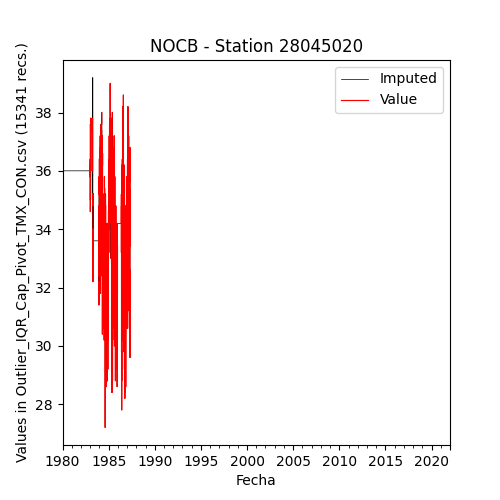 NOCB - Station 28045020
Imputed
Value
Values in Outlier_IQR_Cap_Pivot_TMX_CON.csv (15341 recs.)
38
36
34
32
30
28
1980 1985 1990 1995 2000 2005 2010 2015 2020
Fecha